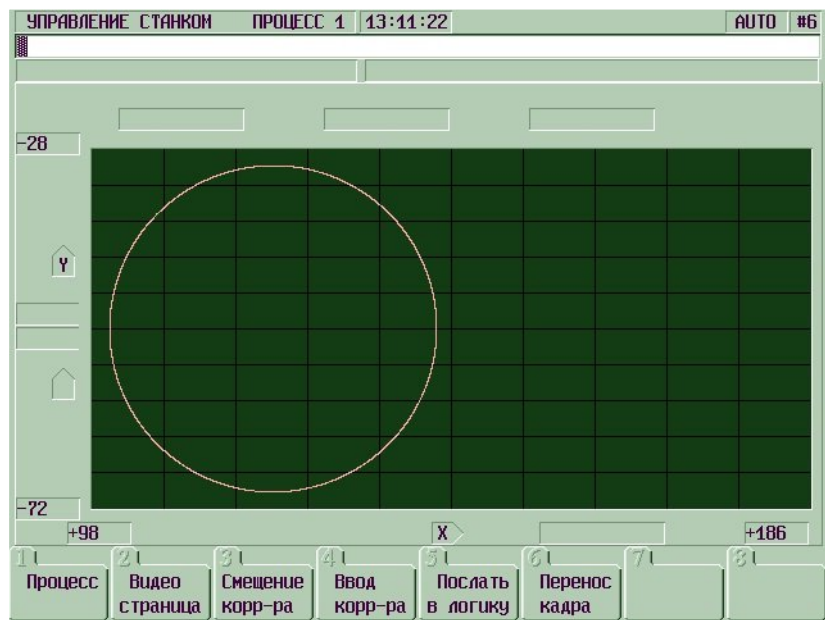 УПРАВЛЕНИЕ СТАНКОМ ПРОЦЕСС 1 13:11:22 AUTO #6
-28
Y
-72
+98 X +186
1 2 3 4 5 6 7 8
Процесс Видео Смещение Ввод Послать Перенос
страница корр-ра корр-ра в логику кадра